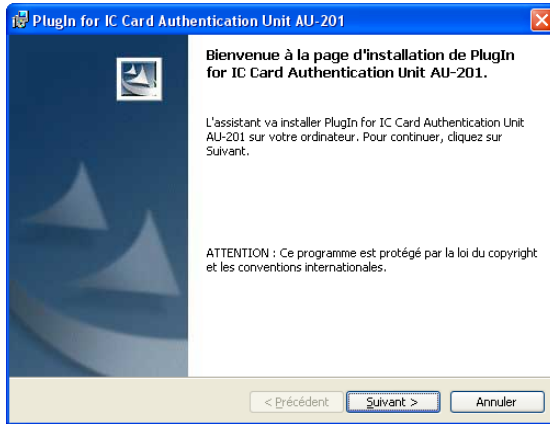 PlugIn for IC Card Authentication Unit AU-201
Bienvenue à la page d'installation de PlugIn
for IC Card Authentication Unit AU-201.
L'assistant va installer PlugIn for IC Card Authentication Unit
AU-201 sur votre ordinateur. Pour continuer, cliquez sur
Suivant.
ATTENTION : Ce programme est protégé par la loi du copyright
et les conventions internationales.
< Précédent
Suivant >
Annuler